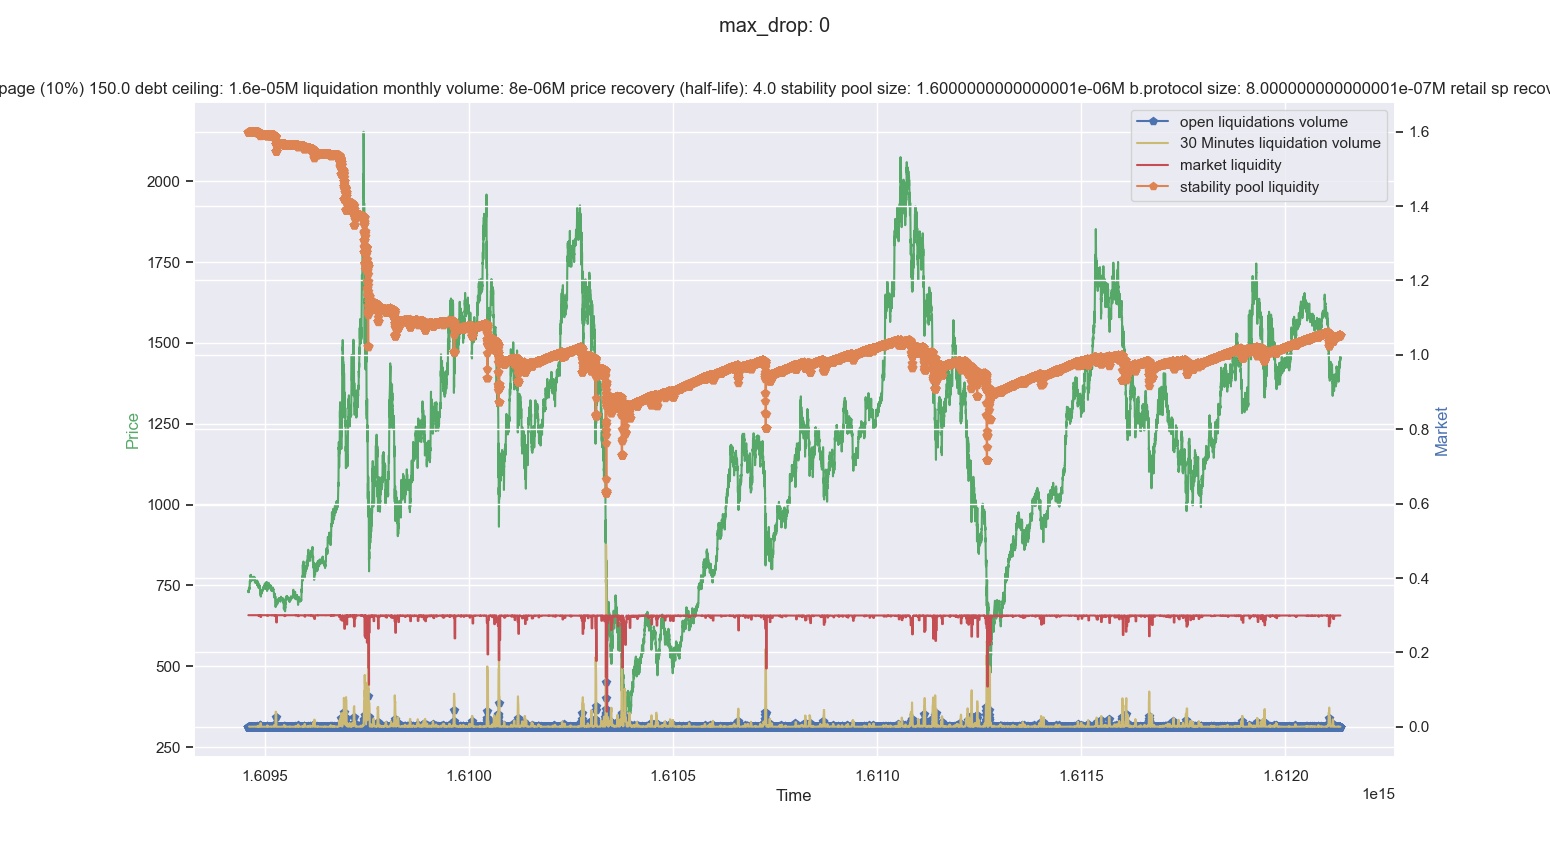 max_drop: 0
page (10%) 150.0 debt ceiling: 1.6e-05M liquidation monthly volume: 8e-06M price recovery (half-life): 4.0 stability pool size: 1.6000000000000001e-06M b.protocol size: 8.000000000000001e-07M retail sp recov
open liquidations volume
30 Minutes liquidation volume
market liquidity
stability pool liquidity
2000
1750
1500
1250
1000
750
500
250
Price
1.6
1.4
1.2
1.0
0.8
0.6
0.4
0.2
0.0
Market
1.6095
1.6100
1.6105
1.6110
1.6115
1.6120
1e15
Time